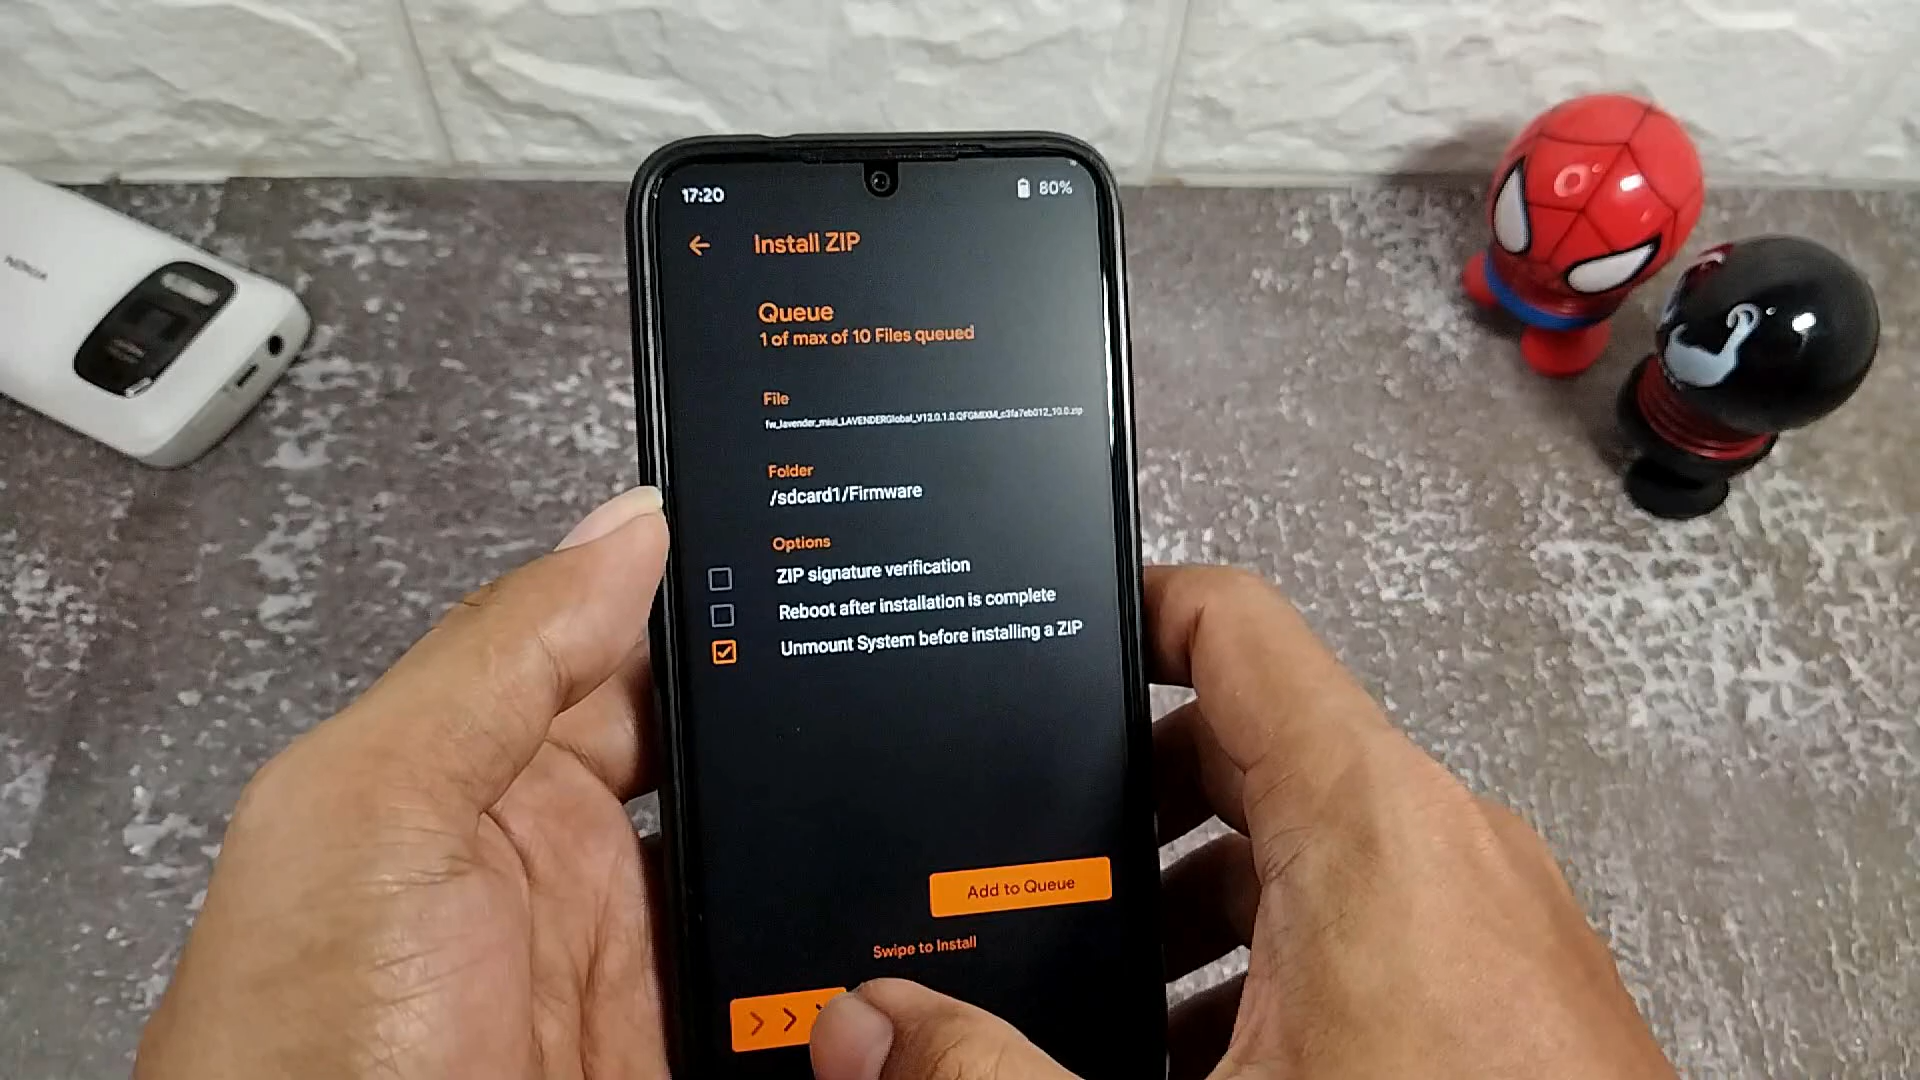 17:20
80%
Install ZIP
Queue
1 of max of 10 Files queued
File
fw_lavender_miui_LAVENDERGlobal_V12.0.1.0.QFGMIXM_c3fa7eb012_10.0.zip
Folder
/sdcard1/Firmware
Options
ZIP signature verification
Reboot after installation is complete
Unmount System before installing a ZIP
Add to Queue
Swipe to Install
NOKIA